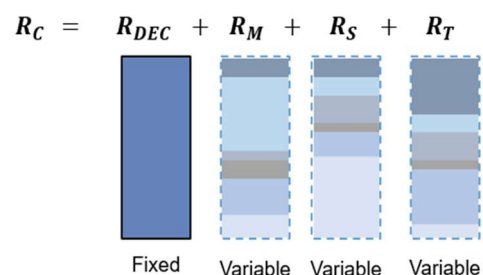 R_C = R_DEC + R_M + R_S + R_T
Fixed Variable Variable Variable